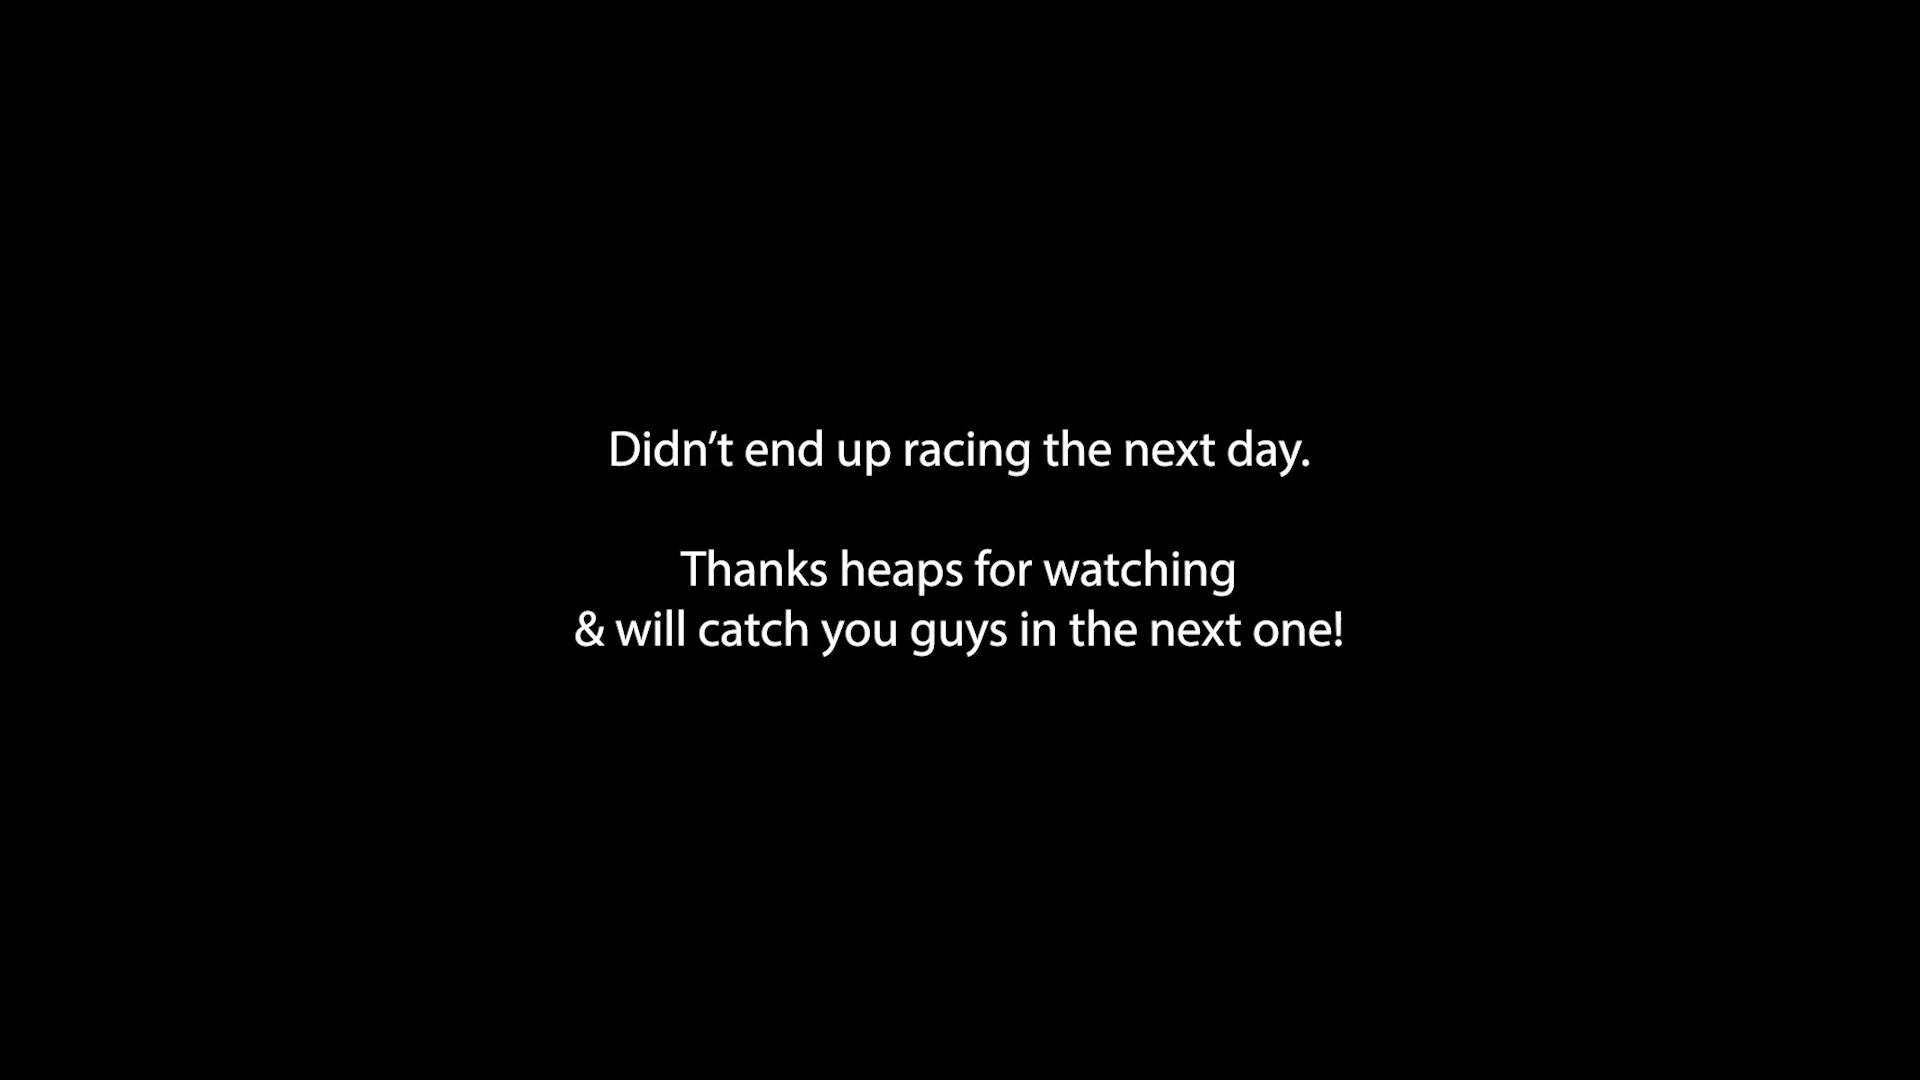 Didn’t end up racing the next day.
Thanks heaps for watching
& will catch you guys in the next one!